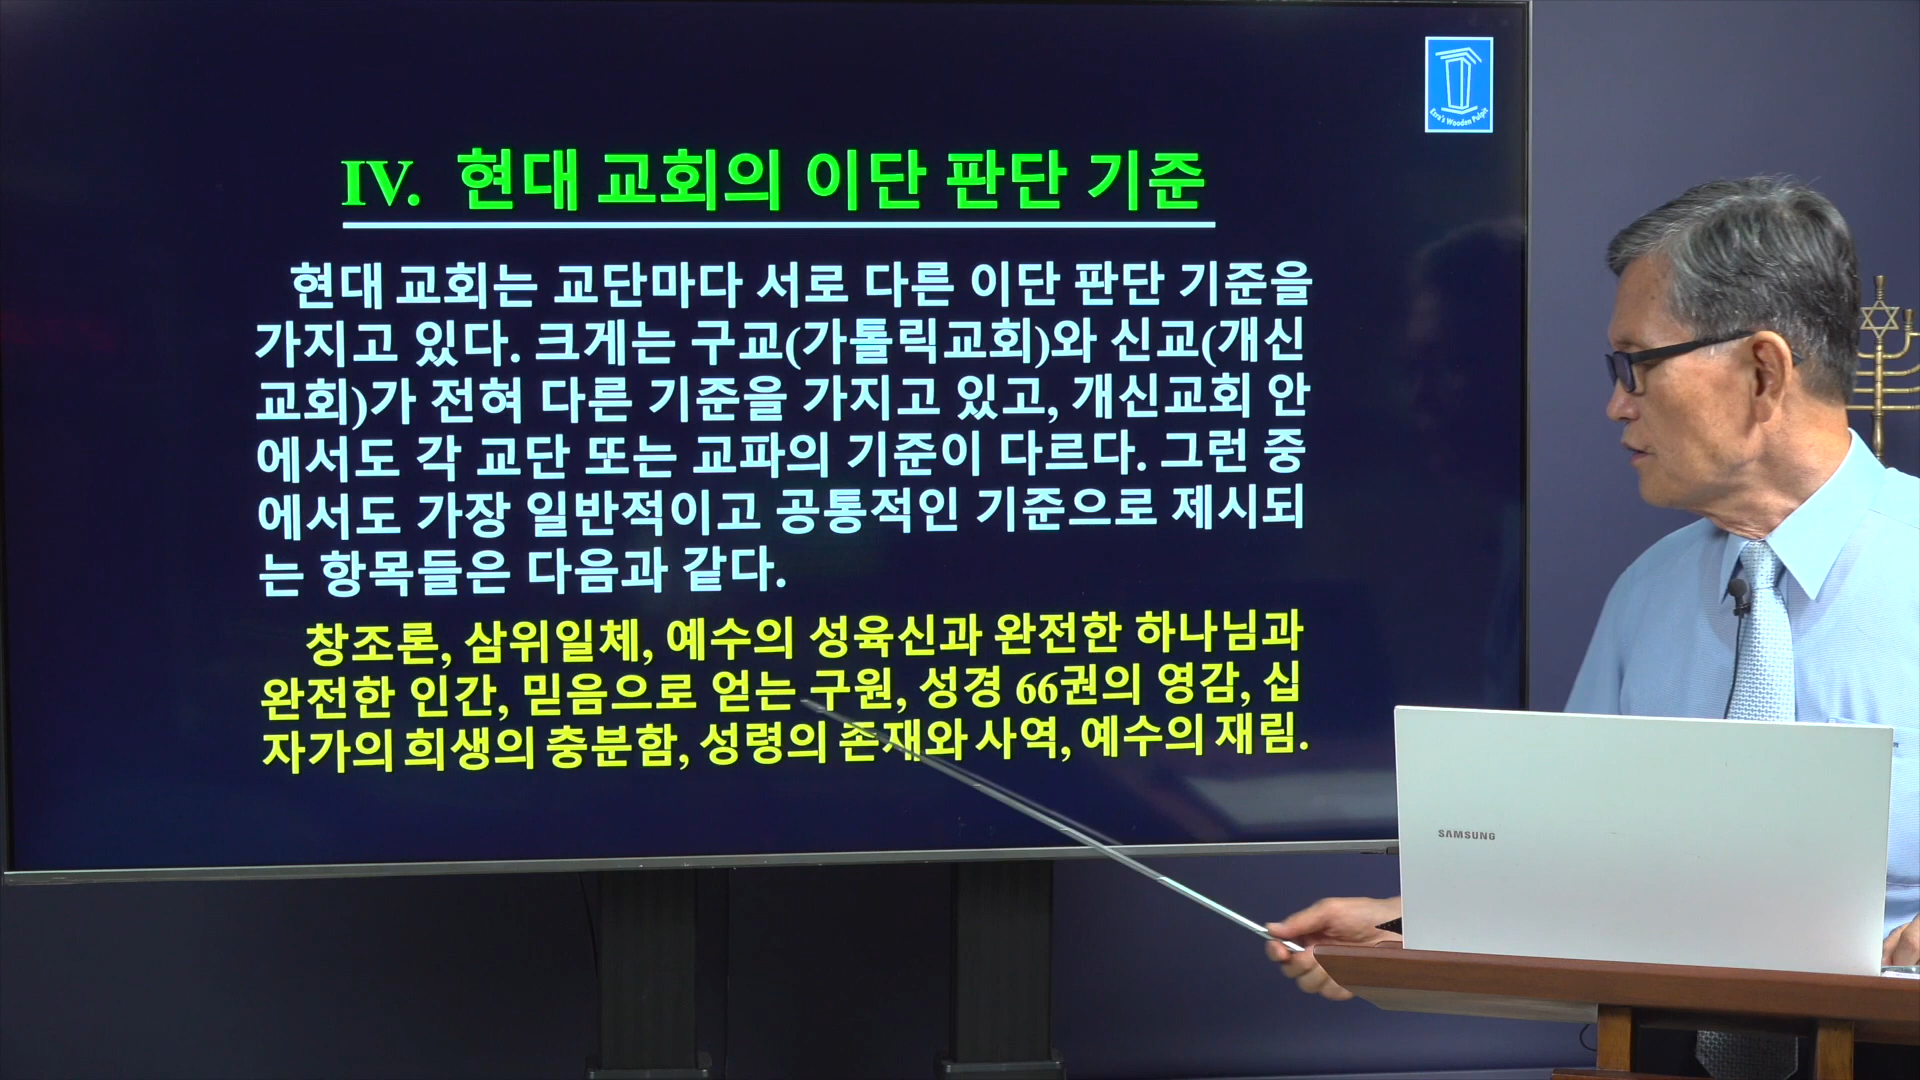 Ezra's Wooden Pulpit
IV. 현대 교회의 이단 판단 기준
현대 교회는 교단마다 서로 다른 이단 판단 기준을
가지고 있다. 크게는 구교(가톨릭교회)와 신교(개신
교회)가 전혀 다른 기준을 가지고 있고, 개신교회 안
에서도 각 교단 또는 교파의 기준이 다르다. 그런 중
에서도 가장 일반적이고 공통적인 기준으로 제시되
는 항목들은 다음과 같다.
창조론, 삼위일체, 예수의 성육신과 완전한 하나님과
완전한 인간, 믿음으로 얻는 구원, 성경 66권의 영감, 십
자가의 희생의 충분함, 성령의 존재와 사역, 예수의 재림.
SAMSUNG